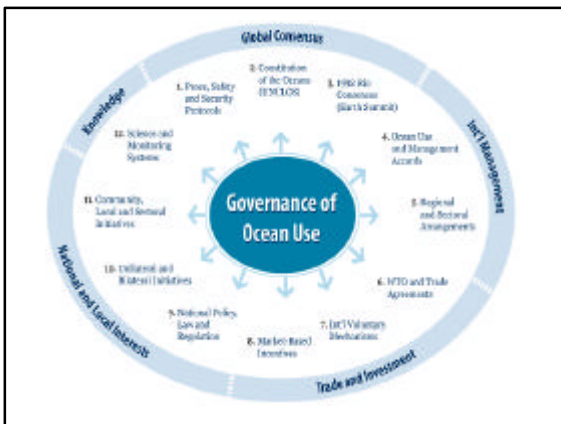 Global Consensus
Knowledge
Int'l Management
National and Local Interests
Trade and Investment
Governance of
Ocean Use
1. Peace, Safety
and Security
Protocols
2. Constitution
of the Oceans
(UNCLOS)
3. 1992 Rio
Consensus
(Earth Summit)
4. Ocean Use
and Management
Accords
5. Regional
and Sectoral
Arrangements
6. WTO and Trade
Agreements
7. Int'l Voluntary
Mechanisms
8. Market-Based
Incentives
9. National Policy,
Law and
Regulation
10. Unilateral and
Bilateral Initiatives
11. Community,
Local and Sectoral
Initiatives
12. Science and
Monitoring
Systems